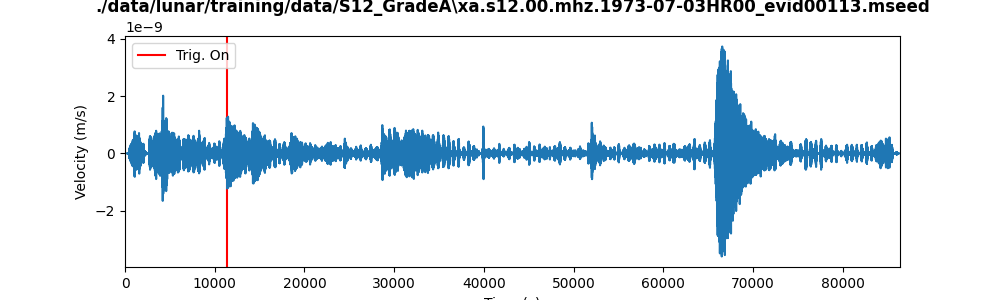 ./data/lunar/training/data/S12_GradeA\xa.s12.00.mhz.1973-07-03HR00_evid00113.mseed
1e−9
4
2
0
−2
Velocity (m/s)
Trig. On
0 10000 20000 30000 40000 50000 60000 70000 80000